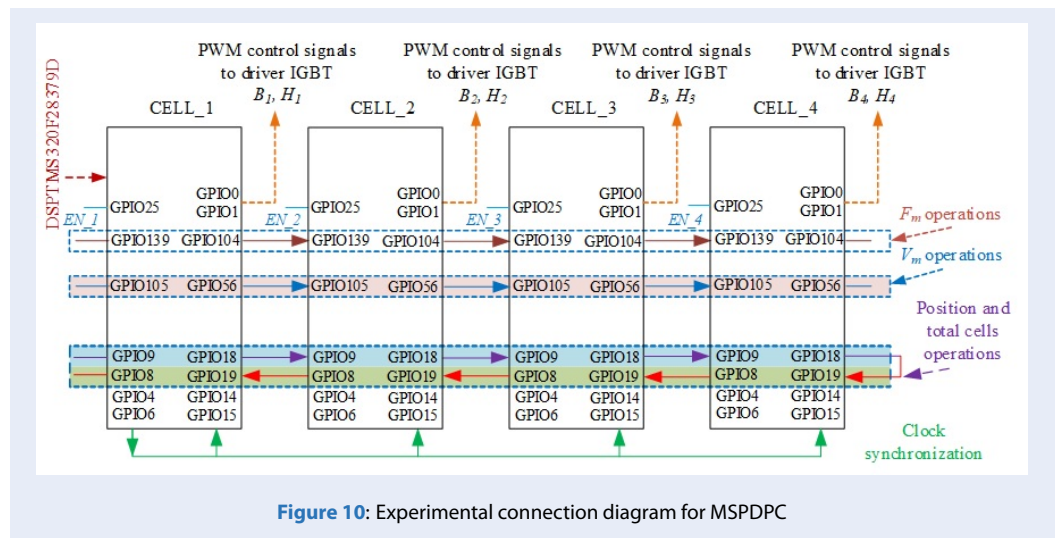 PWM control signals
to driver IGBT
B1, H1
PWM control signals
to driver IGBT
B2, H2
PWM control signals
to driver IGBT
B3, H3
PWM control signals
to driver IGBT
B4, H4
DSPTMS320F28379D
CELL_1
CELL_2
CELL_3
CELL_4
EN_1
GPIO25
GPIO0
GPIO1
GPIO139 GPIO104
GPIO105 GPIO56
GPIO9 GPIO18
GPIO8 GPIO19
GPIO4 GPIO14
GPIO6 GPIO15
EN_2
GPIO25
GPIO0
GPIO1
GPIO139 GPIO104
GPIO105 GPIO56
GPIO9 GPIO18
GPIO8 GPIO19
GPIO4 GPIO14
GPIO6 GPIO15
EN_3
GPIO25
GPIO0
GPIO1
GPIO139 GPIO104
GPIO105 GPIO56
GPIO9 GPIO18
GPIO8 GPIO19
GPIO4 GPIO14
GPIO6 GPIO15
EN_4
GPIO25
GPIO0
GPIO1
GPIO139 GPIO104
GPIO105 GPIO56
GPIO9 GPIO18
GPIO8 GPIO19
GPIO4 GPIO14
GPIO6 GPIO15
Fm operations
Vm operations
Position and
total cells
operations
Clock
synchronization
Figure 10: Experimental connection diagram for MSPDPC